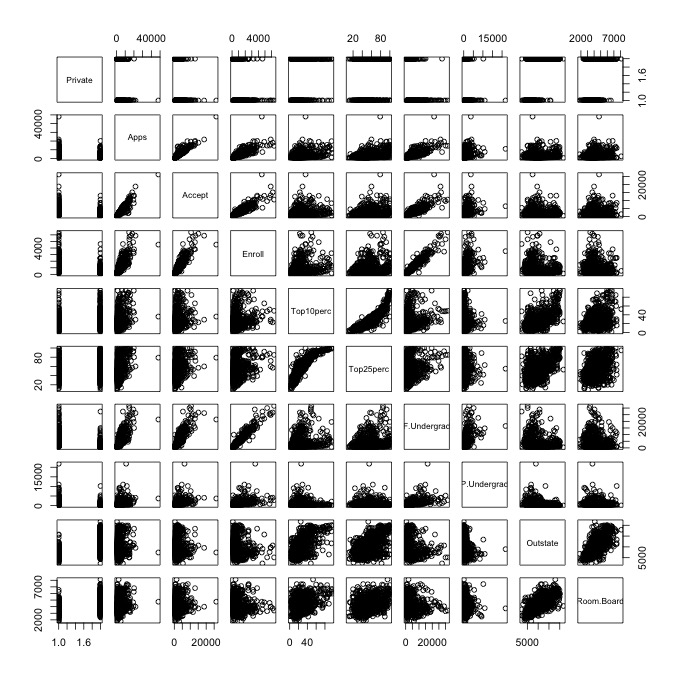 0 40000 0 4000 20 80 0 15000 2000 7000
Private 1.0 1.6
0 40000 Apps
Accept 0 20000
0 4000 Enroll
Top10perc 0 40
20 80 Top25perc
F.Undergrad 0 20000
0 15000 P.Undergrad
Outstate 5000
2000 7000 Room.Board
1.0 1.6 0 20000 0 40 0 20000 5000